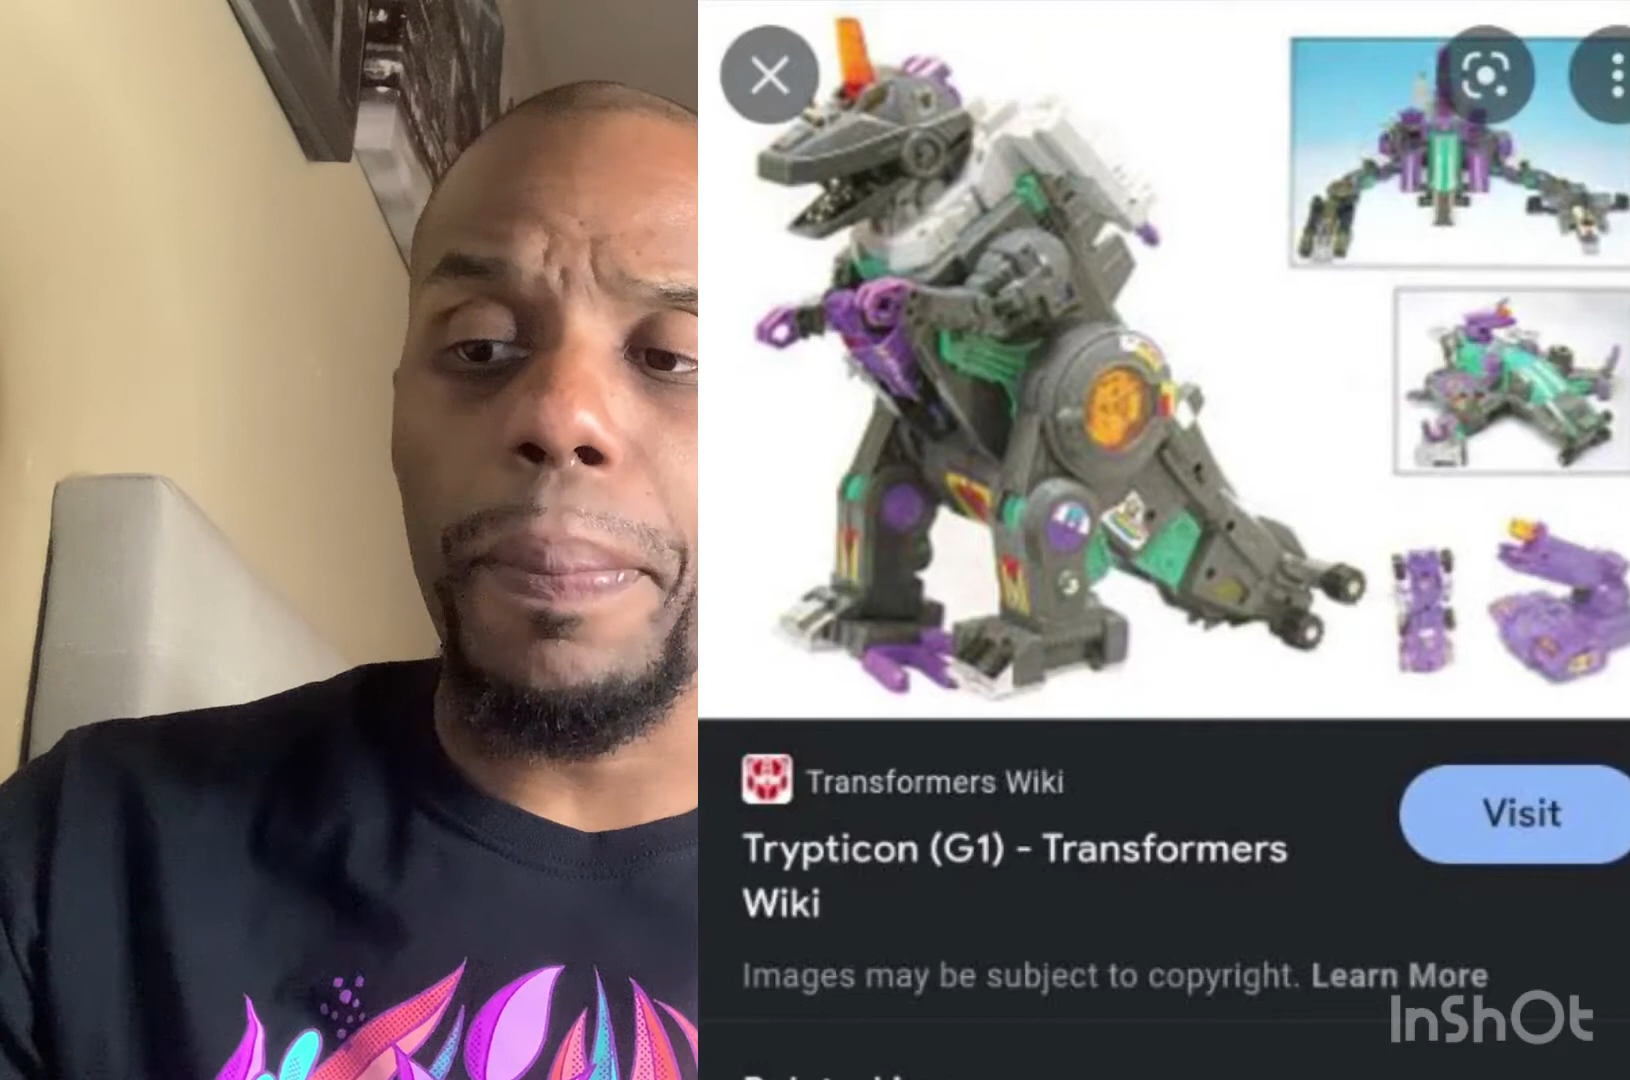 Transformers Wiki
Visit
Trypticon (G1) - Transformers
Wiki
Images may be subject to copyright. Learn More
InShOt